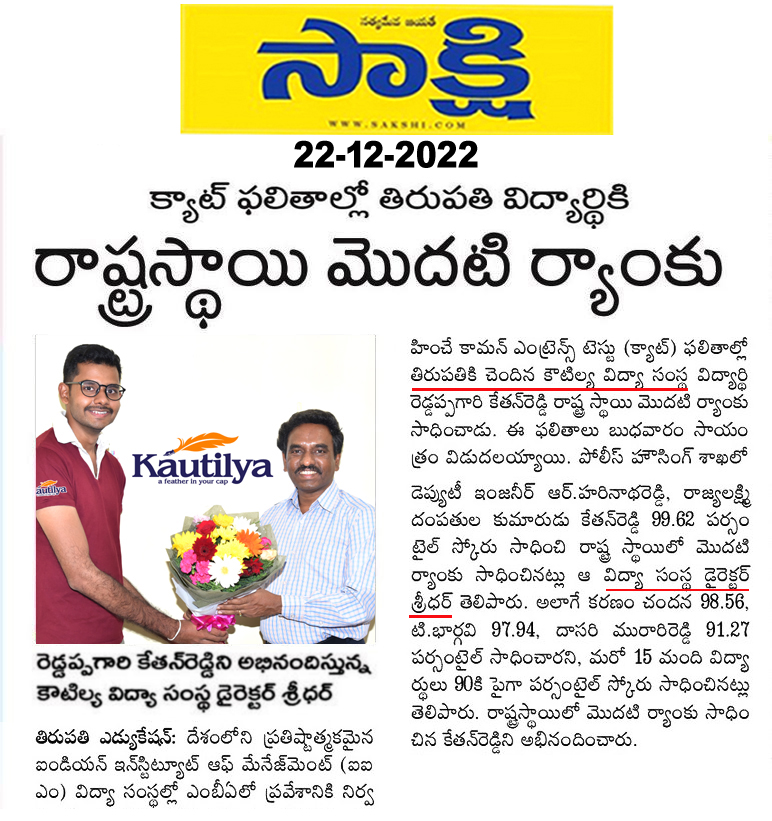 సత్యమేవ జయతే
సాక్షి
WWW.SAKSHI.COM
22-12-2022
క్యాట్ ఫలితాల్లో తిరుపతి విద్యార్థికి
రాష్ట్రస్థాయి మొదటి ర్యాంకు
Kautilya
a feather in your cap
Kautilya
రెడ్డప్పగారి కేతన్‌రెడ్డిని అభినందిస్తున్న
కౌటిల్య విద్యా సంస్థ డైరెక్టర్ శ్రీధర్
తిరుపతి ఎడ్యుకేషన్: దేశంలోని ప్రతిష్టాత్మకమైన
ఐండియన్ ఇన్‌స్టిట్యూట్ ఆఫ్ మేనేజ్‌మెంట్ (ఐఐ
ఎం) విద్యా సంస్థల్లో ఎంబీఏలో ప్రవేశానికి నిర్వ
హించే కామన్ ఎంట్రెన్స్ టెస్టు (క్యాట్) ఫలితాల్లో
తిరుపతికి చెందిన కౌటిల్య విద్యా సంస్థ విద్యార్థి
రెడ్డప్పగారి కేతన్‌రెడ్డి రాష్ట్ర స్థాయి మొదటి ర్యాంకు
సాధించాడు. ఈ ఫలితాలు బుధవారం సాయం
త్రం విడుదలయ్యాయి. పోలీస్ హౌసింగ్ శాఖలో
డెప్యుటీ ఇంజనీర్ ఆర్.హరినాథరెడ్డి, రాజ్యలక్ష్మి
దంపతుల కుమారుడు కేతన్‌రెడ్డి 99.62 పర్సం
టైల్ స్కోరు సాధించి రాష్ట్ర స్థాయిలో మొదటి
ర్యాంకు సాధించినట్లు ఆ విద్యా సంస్థ డైరెక్టర్
శ్రీధర్ తెలిపారు. అలాగే కరణం చందన 98.56,
టి.భార్గవి 97.94, దాసరి మురారిరెడ్డి 91.27
పర్సంటైల్ సాధించారని, మరో 15 మంది విద్యా
ర్థులు 90కి పైగా పర్సంటైల్ స్కోరు సాధించినట్లు
తెలిపారు. రాష్ట్రస్థాయిలో మొదటి ర్యాంకు సాధిం
చిన కేతన్‌రెడ్డిని అభినందించారు.